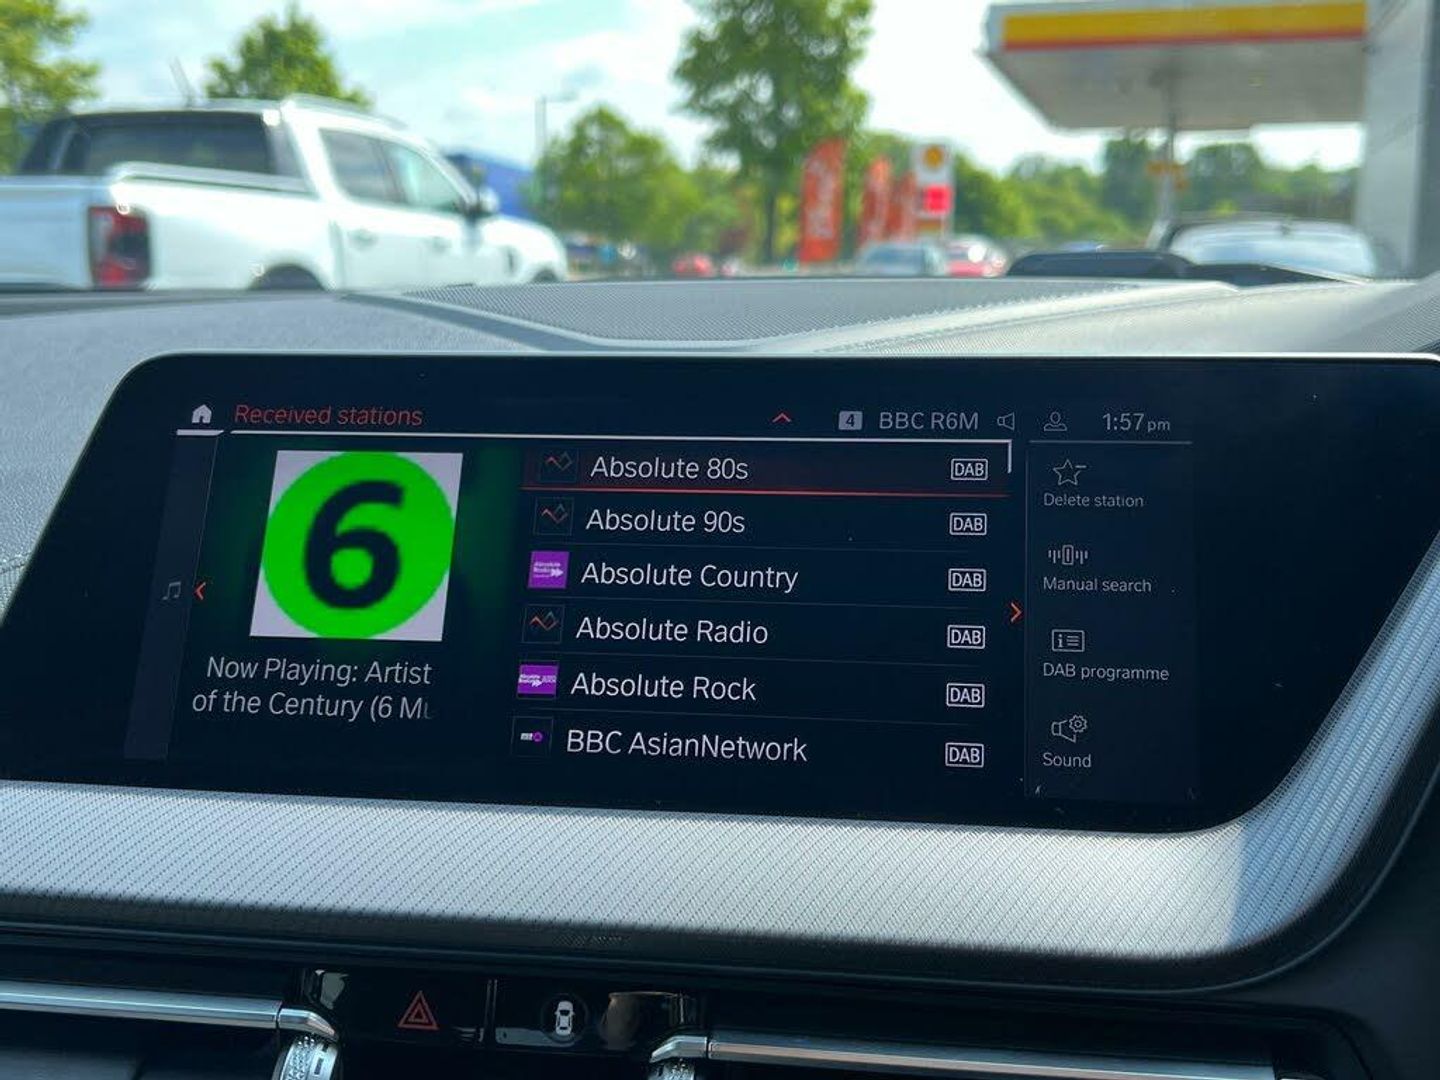 Received stations
4 BBC R6M 1:57 pm
6
Now Playing: Artist
of the Century (6 Mu
Absolute 80s DAB
Absolute 90s DAB
Absolute Country DAB
Absolute Radio DAB
Absolute Rock DAB
BBC AsianNetwork DAB
Delete station
Manual search
DAB programme
Sound